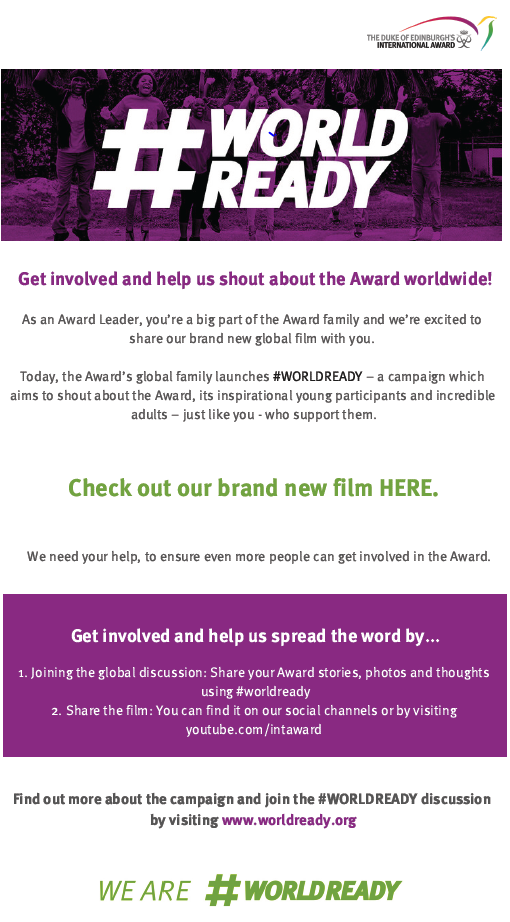 THE DUKE OF EDINBURGH'S
INTERNATIONAL AWARD
#WORLD
READY
Get involved and help us shout about the Award worldwide!
As an Award Leader, you're a big part of the Award family and we're excited to
share our brand new global film with you.
Today, the Award's global family launches #WORLDREADY – a campaign which
aims to shout about the Award, its inspirational young participants and incredible
adults – just like you - who support them.
Check out our brand new film HERE.
We need your help, to ensure even more people can get involved in the Award.
Get involved and help us spread the word by...
1. Joining the global discussion: Share your Award stories, photos and thoughts
using #worldready
2. Share the film: You can find it on our social channels or by visiting
youtube.com/intaward
Find out more about the campaign and join the #WORLDREADY discussion
by visiting www.worldready.org
WE ARE #WORLDREADY